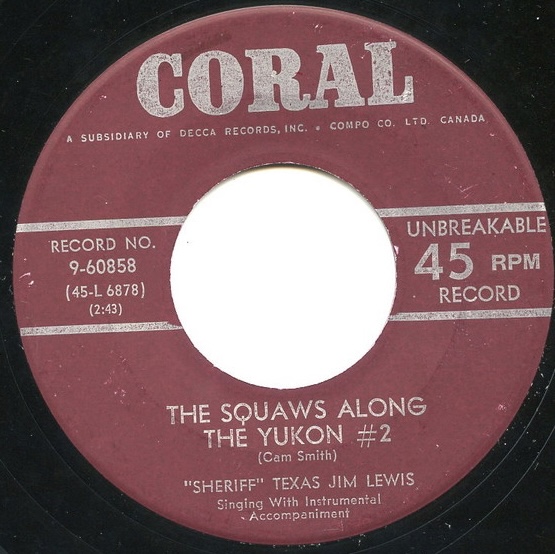 CORAL
A SUBSIDIARY OF DECCA RECORDS, INC. • COMPO CO. LTD. CANADA
RECORD NO.
9-60858
(45-L 6878)
(2:43)
UNBREAKABLE
45 RPM
RECORD
THE SQUAWS ALONG
THE YUKON #2
(Cam Smith)
"SHERIFF" TEXAS JIM LEWIS
Singing With Instrumental
Accompaniment